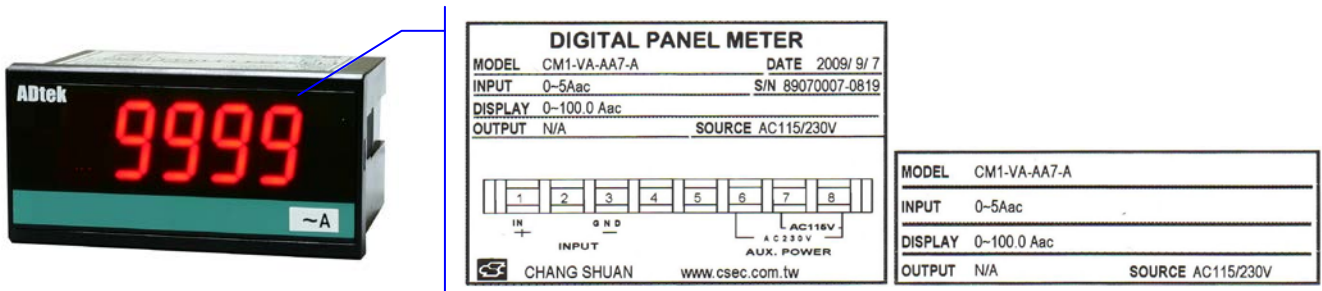 ADtek
9999
~A
DIGITAL PANEL METER
MODEL CM1-VA-AA7-A DATE 2009/ 9/ 7
INPUT 0~5Aac S/N 89070007-0819
DISPLAY 0~100.0 Aac
OUTPUT N/A SOURCE AC115/230V
1 2 3 4 5 6 7 8
IN + GND — AC115V
INPUT AC230V
AUX. POWER
CHANG SHUAN www.csec.com.tw
MODEL CM1-VA-AA7-A
INPUT 0~5Aac
DISPLAY 0~100.0 Aac
OUTPUT N/A SOURCE AC115/230V